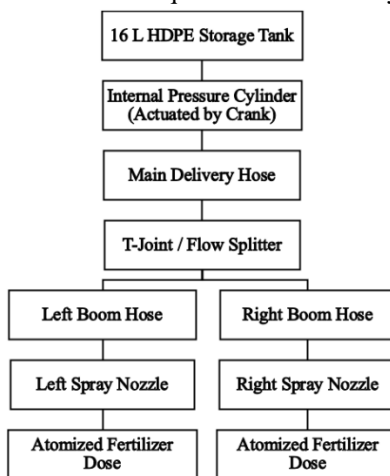 16 L HDPE Storage Tank
Internal Pressure Cylinder
(Actuated by Crank)
Main Delivery Hose
T-Joint / Flow Splitter
Left Boom Hose
Right Boom Hose
Left Spray Nozzle
Right Spray Nozzle
Atomized Fertilizer
Dose
Atomized Fertilizer
Dose